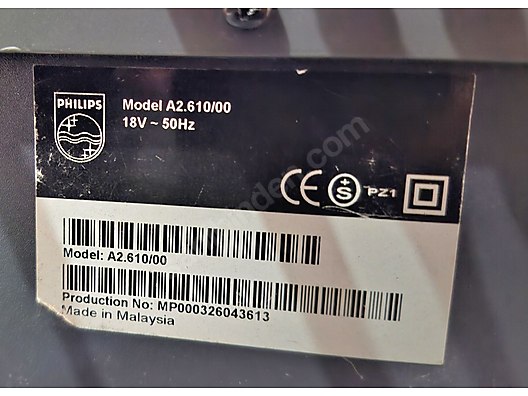 PHILIPS
Model A2.610/00
18V ~ 50Hz
CE S PZ1
Model: A2.610/00
Production No: MP000326043613
Made in Malaysia